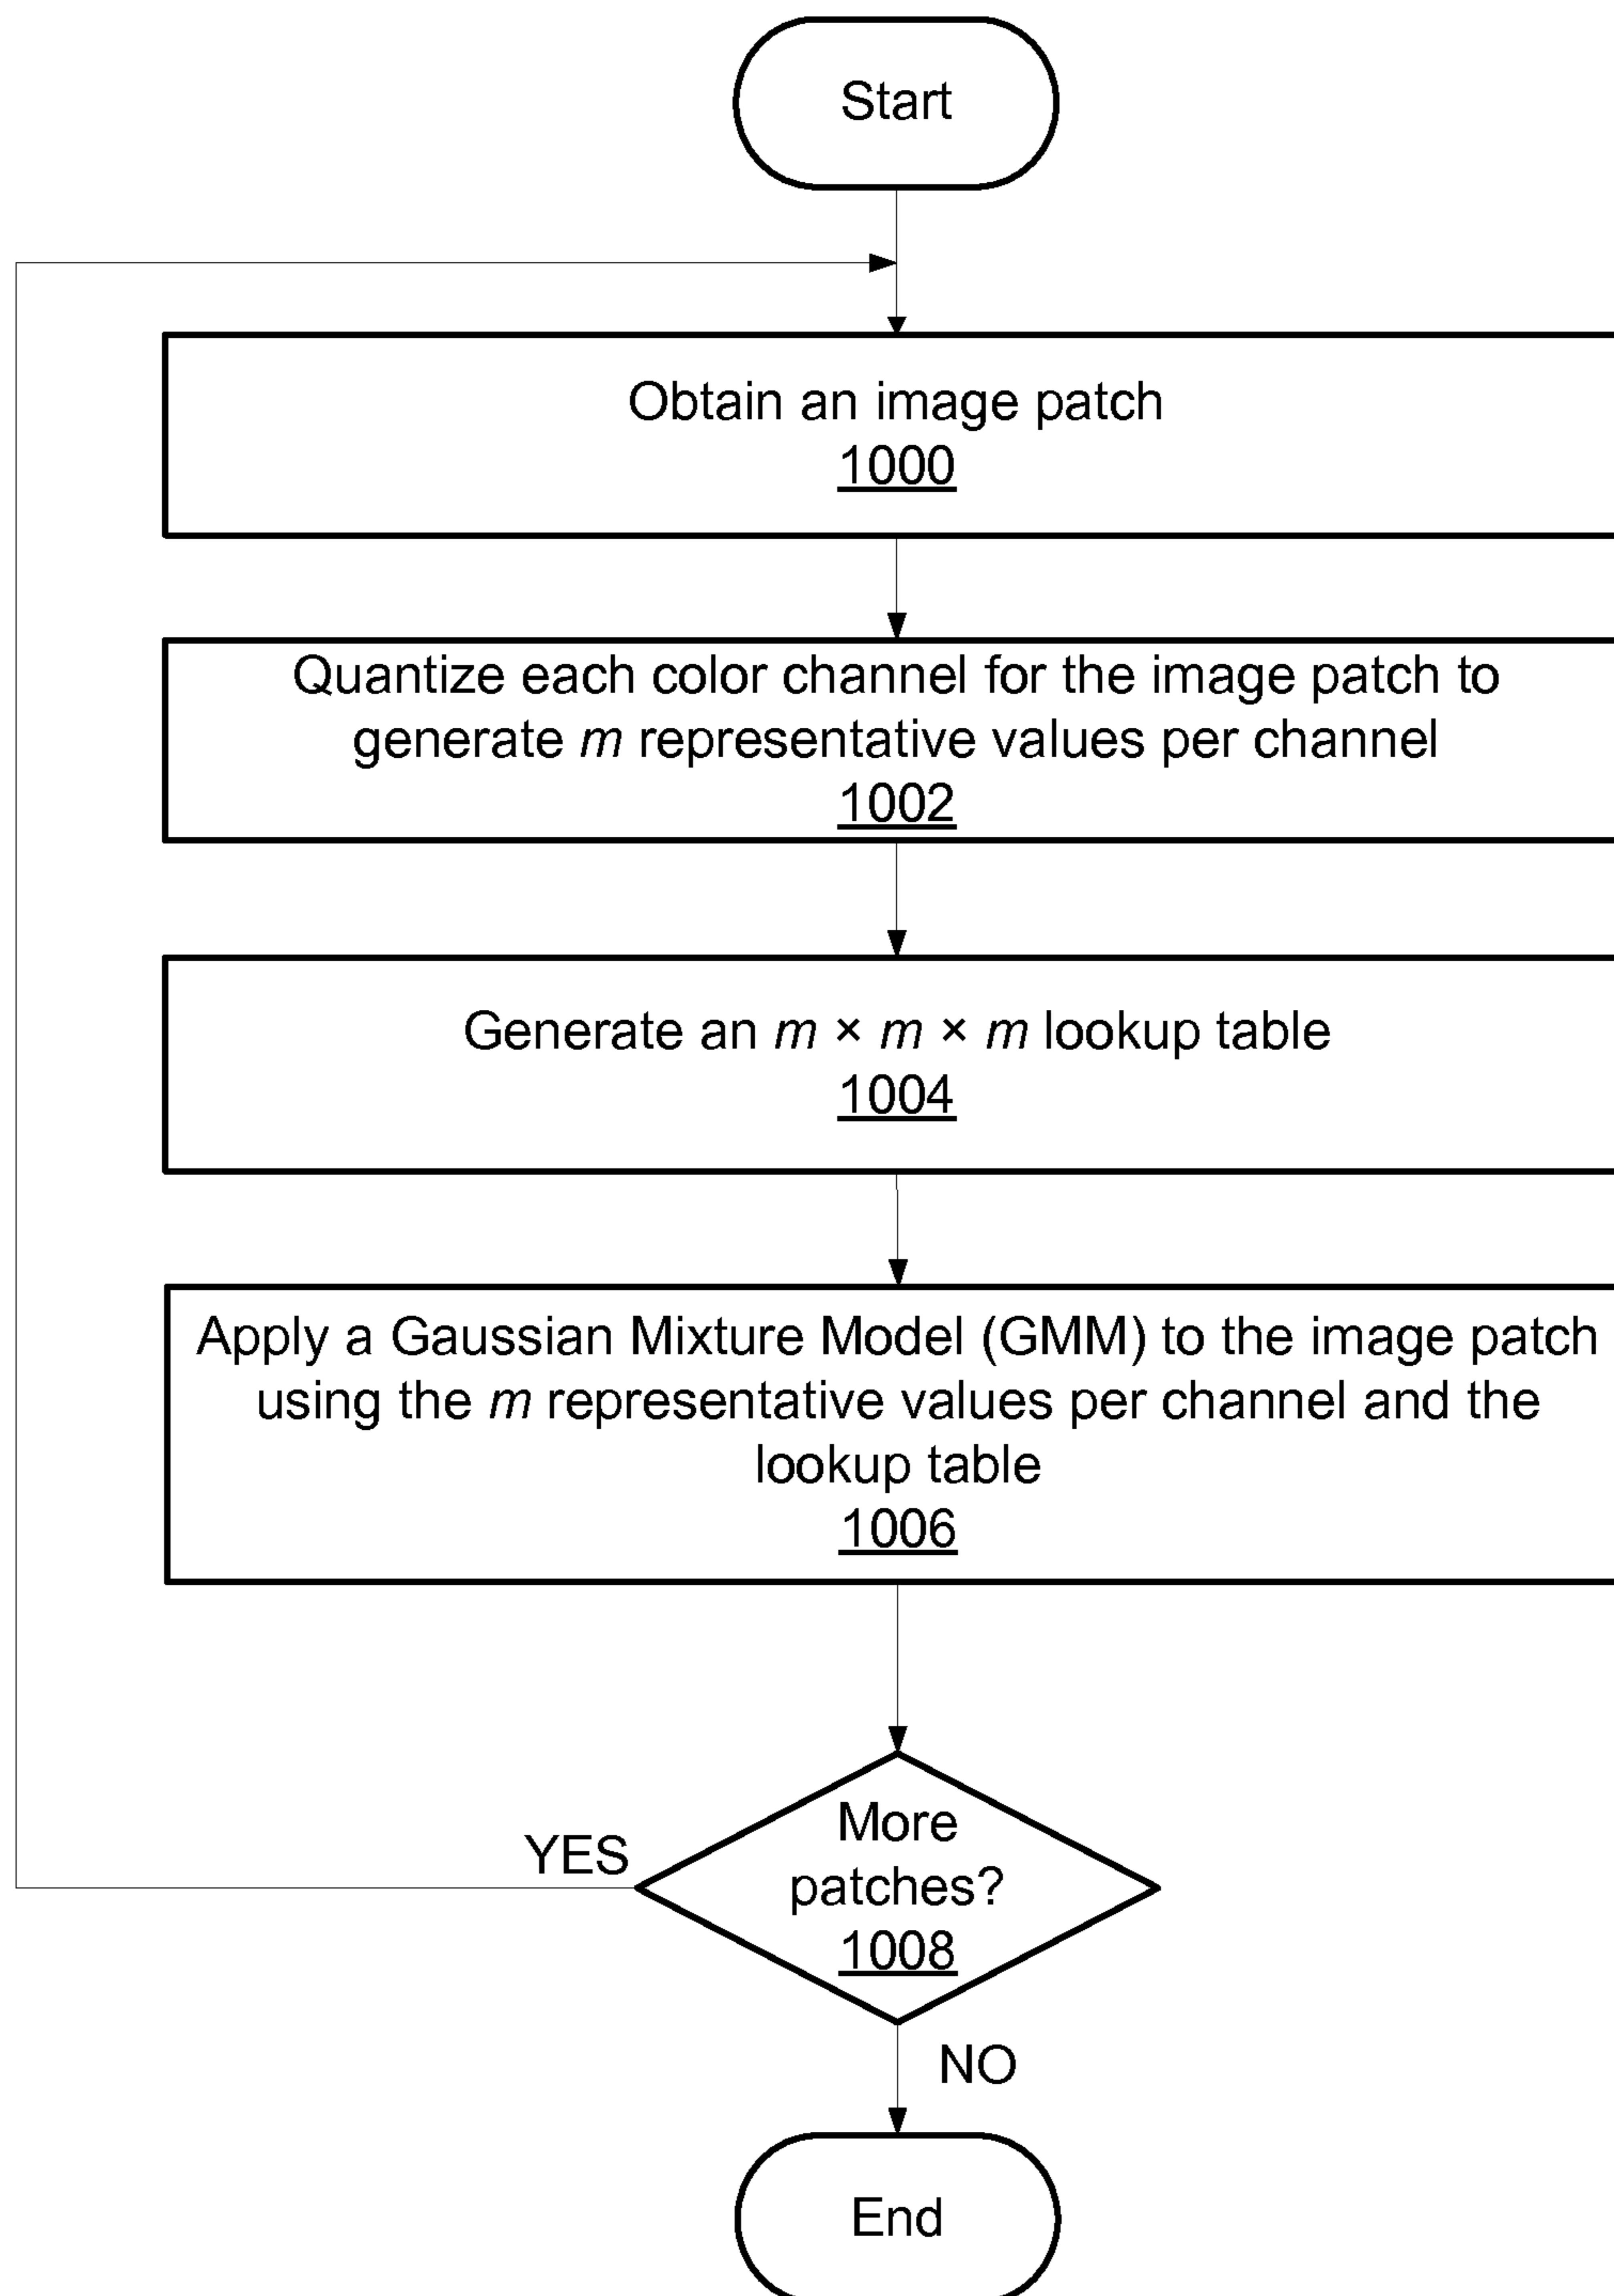 Start
Obtain an image patch
1000
Quantize each color channel for the image patch to
generate m representative values per channel
1002
Generate an m × m × m lookup table
1004
Apply a Gaussian Mixture Model (GMM) to the image patch
using the m representative values per channel and the
lookup table
1006
More
patches?
1008
YES
NO
End